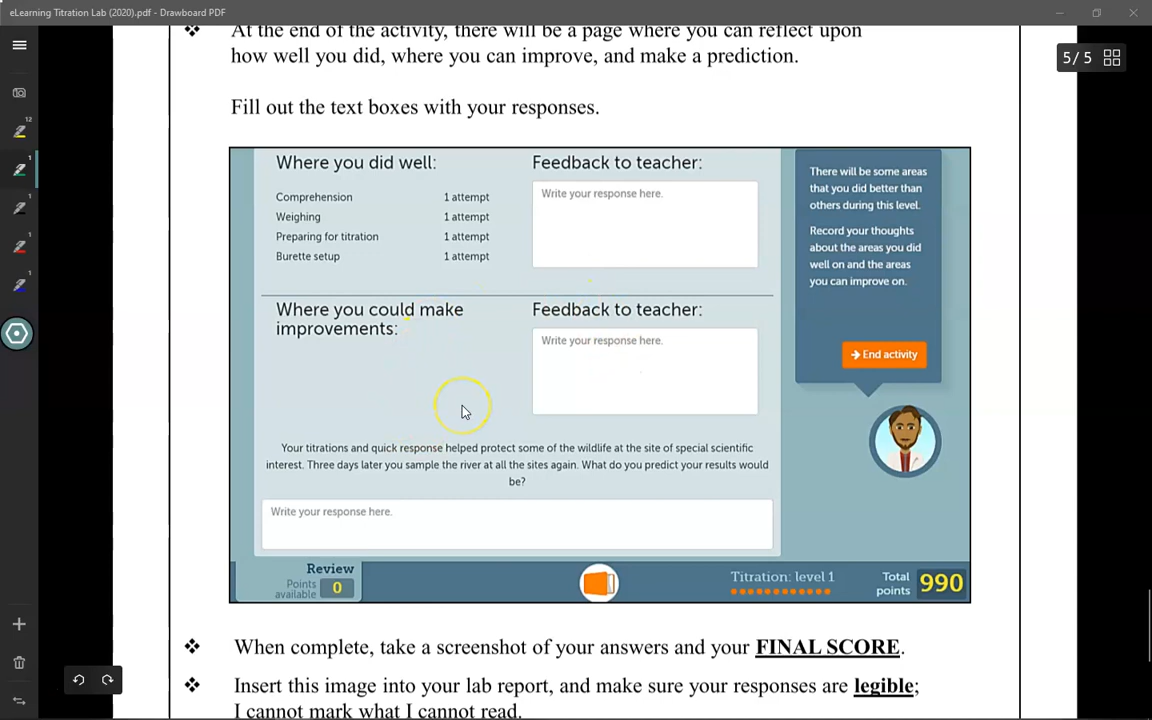 eLearning Titration Lab (2020).pdf - Drawboard PDF
At the end of the activity, there will be a page where you can reflect upon
how well you did, where you can improve, and make a prediction.
5/5
Fill out the text boxes with your responses.
12
1
1
1
1
Where you did well:
Comprehension 1 attempt
Weighing 1 attempt
Preparing for titration 1 attempt
Burette setup 1 attempt
Feedback to teacher:
Write your response here.
Where you could make
improvements:
Feedback to teacher:
Write your response here.
There will be some areas
that you did better than
others during this level.
Record your thoughts
about the areas you did
well on and the areas
you can improve on.
End activity
Your titrations and quick response helped protect some of the wildlife at the site of special scientific
interest. Three days later you sample the river at all the sites again. What do you predict your results would
be?
Write your response here.
Review
Points
available 0
Titration: level 1
Total
points 990
When complete, take a screenshot of your answers and your FINAL SCORE.
Insert this image into your lab report, and make sure your responses are legible;
I cannot mark what I cannot read.